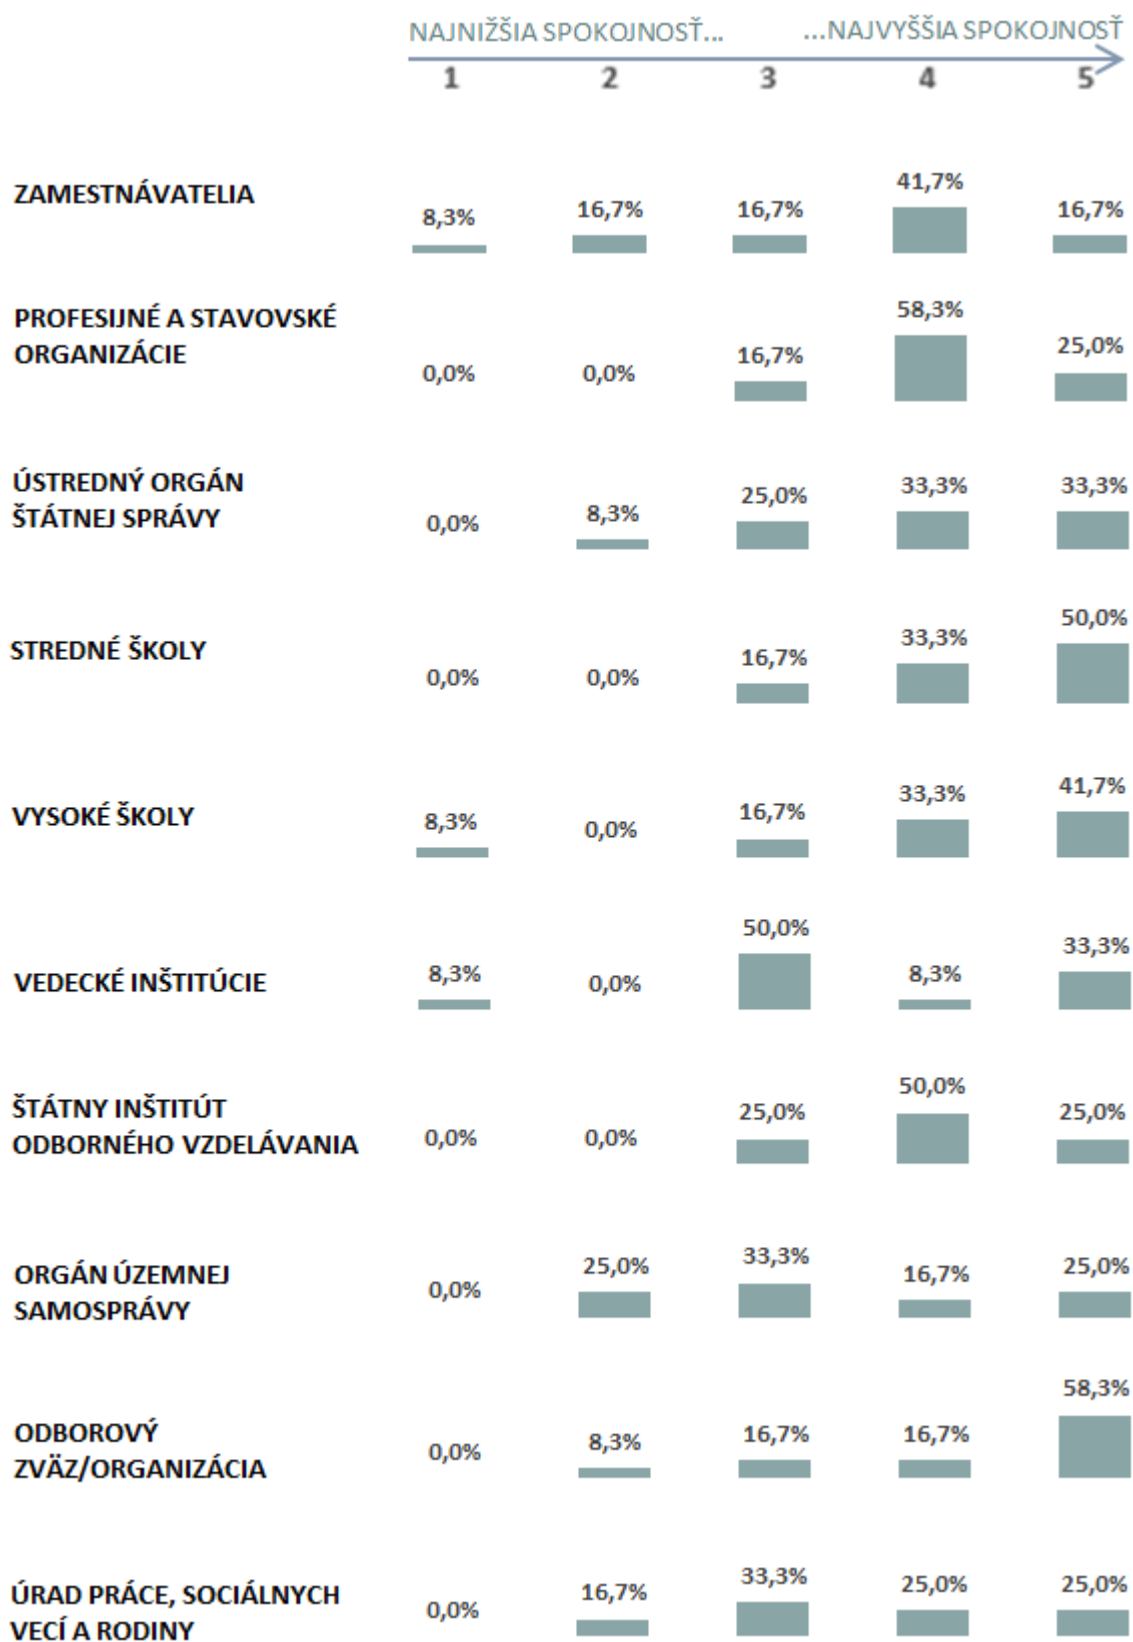 NAJNIŽŠIA SPOKOJNOSŤ... ...NAJVYŠŠIA SPOKOJNOSŤ
1 2 3 4 5
ZAMESTNÁVATELIA
8,3% 16,7% 16,7% 41,7% 16,7%
PROFESIJNÉ A STAVOVSKÉ
ORGANIZÁCIE
0,0% 0,0% 16,7% 58,3% 25,0%
ÚSTREDNÝ ORGÁN
ŠTÁTNEJ SPRÁVY
0,0% 8,3% 25,0% 33,3% 33,3%
STREDNÉ ŠKOLY
0,0% 0,0% 16,7% 33,3% 50,0%
VYSOKÉ ŠKOLY
8,3% 0,0% 16,7% 33,3% 41,7%
VEDECKÉ INŠTITÚCIE
8,3% 0,0% 50,0% 8,3% 33,3%
ŠTÁTNY INŠTITÚT
ODBORNÉHO VZDELÁVANIA
0,0% 0,0% 25,0% 50,0% 25,0%
ORGÁN ÚZEMNEJ
SAMOSPRÁVY
0,0% 25,0% 33,3% 16,7% 25,0%
ODBOROVÝ
ZVÄZ/ORGANIZÁCIA
0,0% 8,3% 16,7% 16,7% 58,3%
ÚRAD PRÁCE, SOCIÁLNYCH
VECÍ A RODINY
0,0% 16,7% 33,3% 25,0% 25,0%